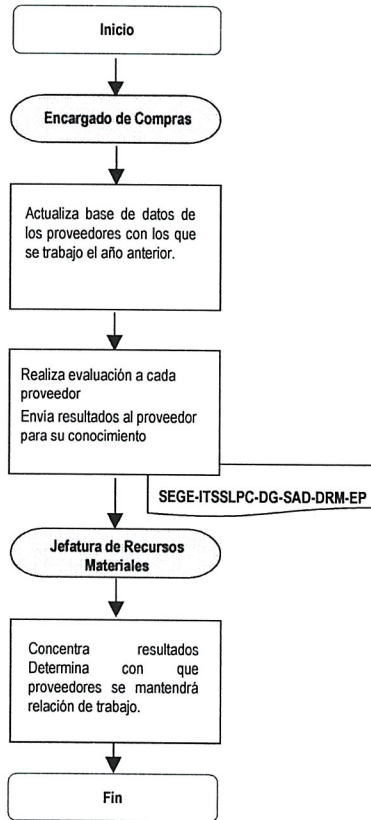 Inicio
Encargado de Compras
Actualiza base de datos de
los proveedores con los que
se trabajo el año anterior.
Realiza evaluación a cada
proveedor
Envía resultados al proveedor
para su conocimiento
SEGE-ITSSLPC-DG-SAD-DRM-EP
Jefatura de Recursos
Materiales
Concentra resultados
Determina con que
proveedores se mantendrá
relación de trabajo.
Fin